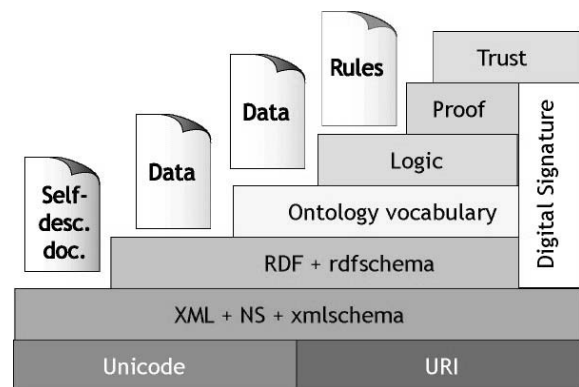 Rules
Trust
Data
Proof
Data
Logic
Self-
desc.
doc.
Ontology vocabulary
Digital Signature
RDF + rdfschema
XML + NS + xmlschema
Unicode
URI